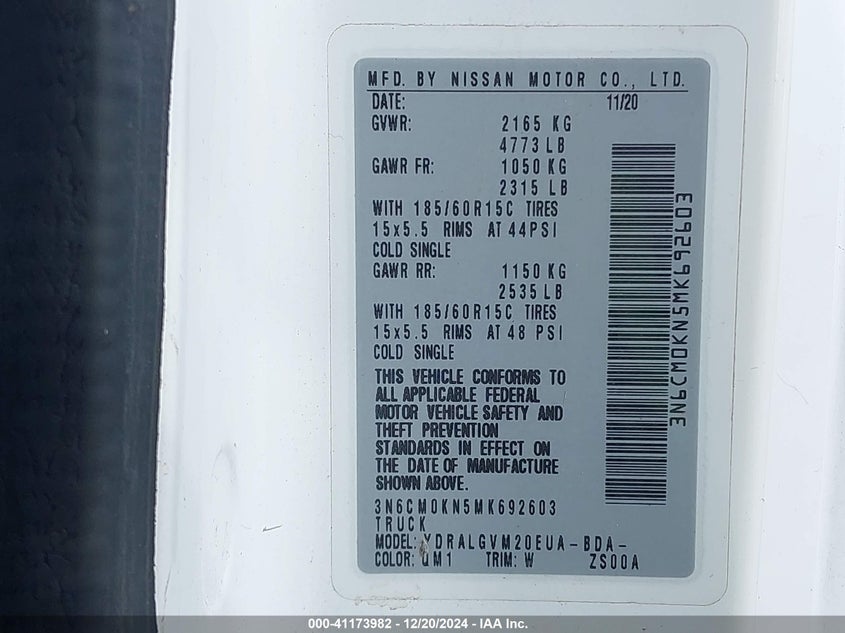 MFD. BY NISSAN MOTOR CO., LTD.
DATE: 11/20
GVWR: 2165 KG
4773 LB
GAWR FR: 1050 KG
2315 LB
WITH 185/60R15C TIRES
15x5.5 RIMS AT 44PSI
COLD SINGLE
GAWR RR: 1150 KG
2535 LB
WITH 185/60R15C TIRES
15x5.5 RIMS AT 48 PSI
COLD SINGLE
THIS VEHICLE CONFORMS TO
ALL APPLICABLE FEDERAL
MOTOR VEHICLE SAFETY AND
THEFT PREVENTION
STANDARDS IN EFFECT ON
THE DATE OF MANUFACTURE
SHOWN ABOVE.
3N6CM0KN5MK692603
TRUCK
MODEL: YDRALGVM20EUA-BDA-
COLOR: QM1 TRIM: W ZS00A
3N6CM0KN5MK692603
000-41173982 - 12/20/2024 - IAA Inc.